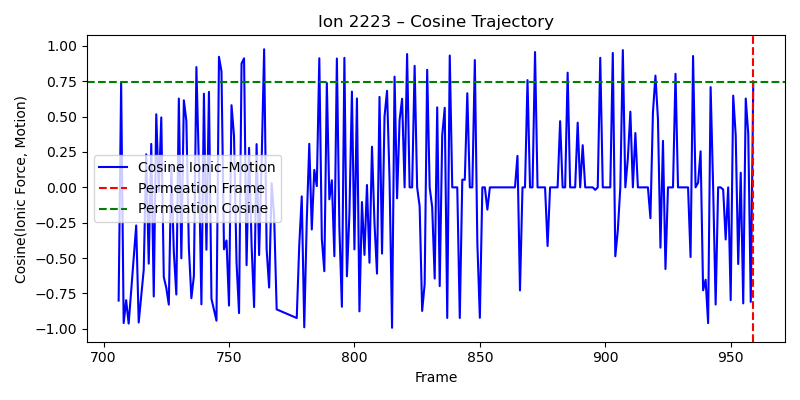 Ion 2223 – Cosine Trajectory
Cosine(Ionic Force, Motion)
1.00
0.75
0.50
0.25
0.00
−0.25
−0.50
−0.75
−1.00
Cosine Ionic–Motion
Permeation Frame
Permeation Cosine
700
750
800
850
900
950
Frame